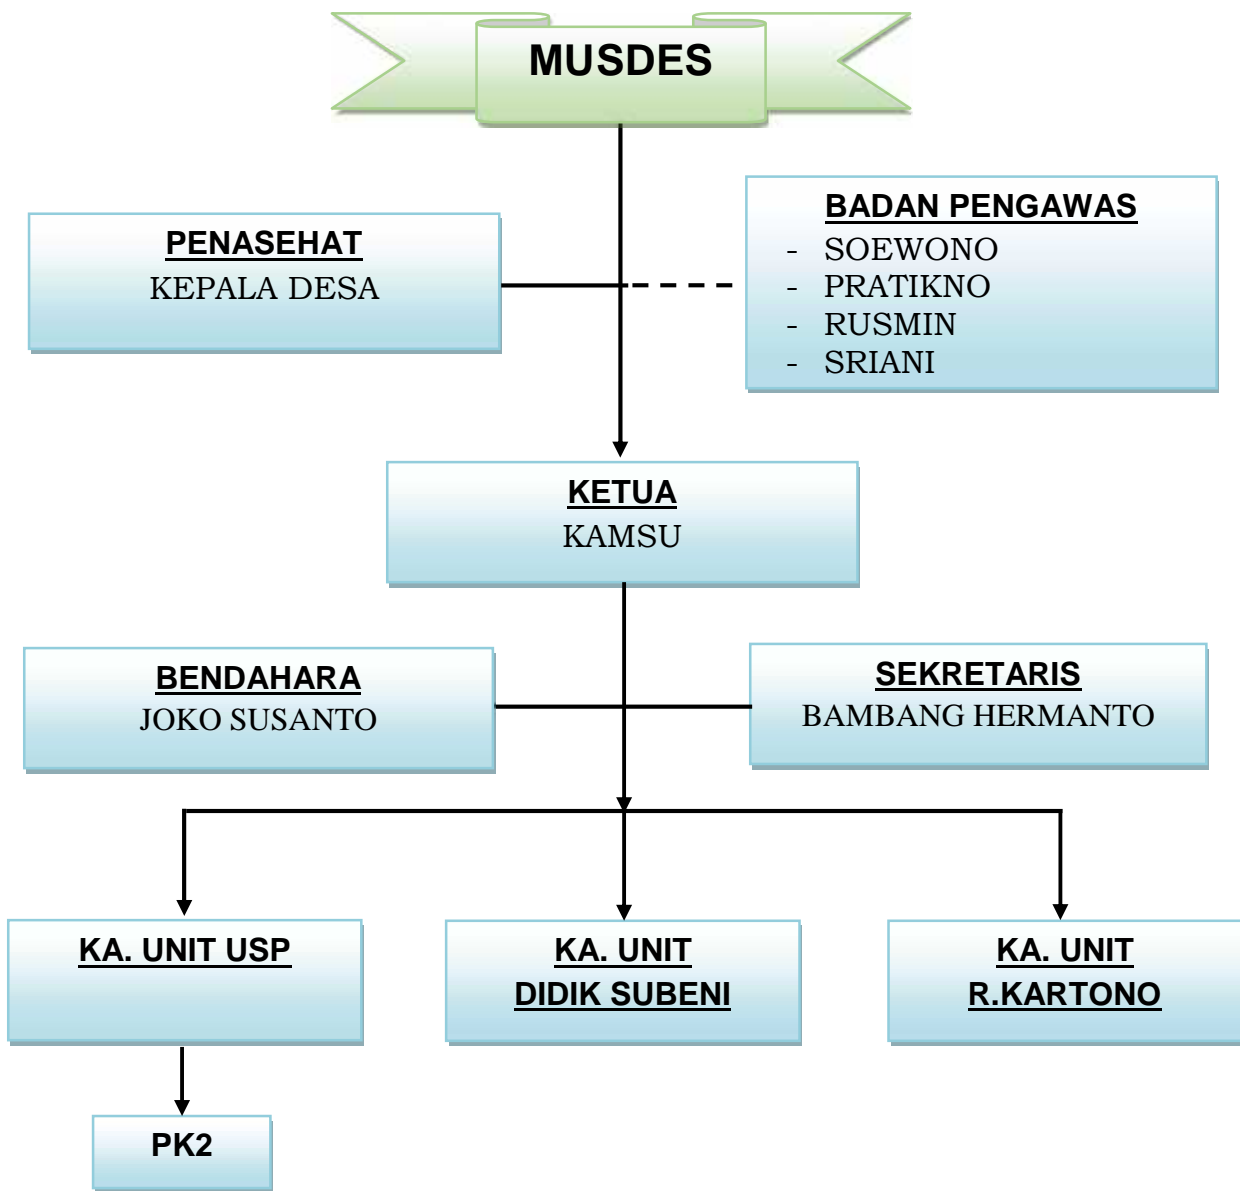 MUSDES
PENASEHAT
KEPALA DESA
BADAN PENGAWAS
- SOEWONO
- PRATIKNO
- RUSMIN
- SRIANI
KETUA
KAMSU
BENDAHARA
JOKO SUSANTO
SEKRETARIS
BAMBANG HERMANTO
KA. UNIT USP
KA. UNIT
DIDIK SUBENI
KA. UNIT
R.KARTONO
PK2